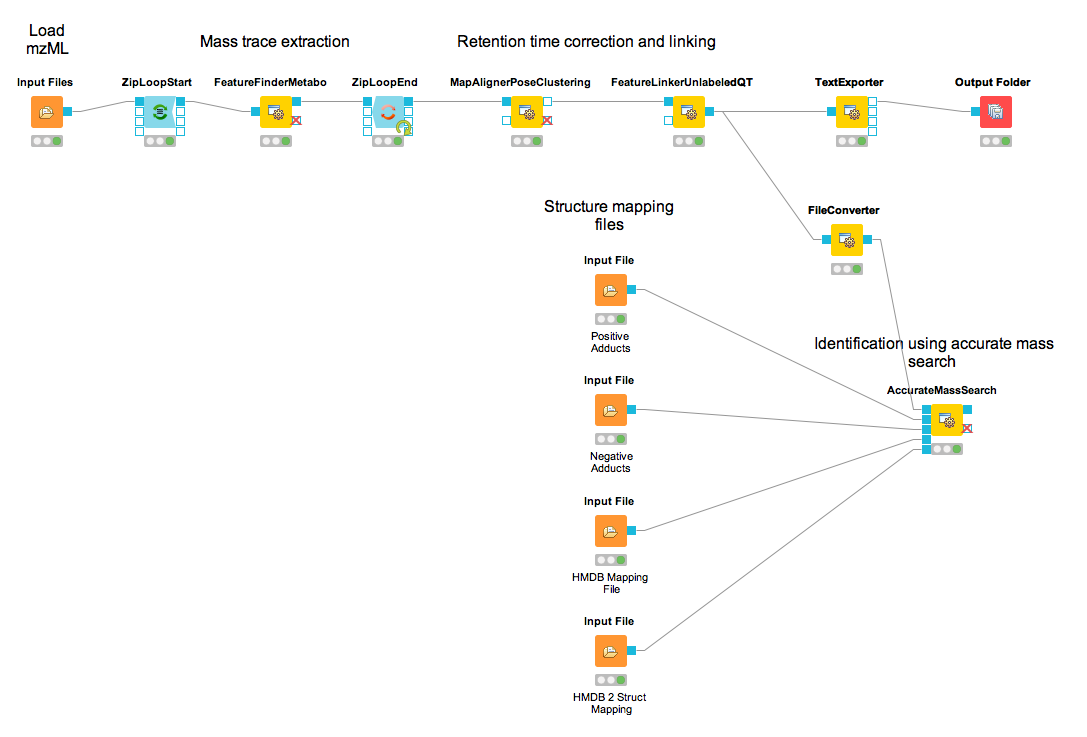 Load
mzML
Mass trace extraction
Retention time correction and linking
Input Files
ZipLoopStart
FeatureFinderMetabo
ZipLoopEnd
MapAlignerPoseClustering
FeatureLinkerUnlabeledQT
TextExporter
Output Folder
Structure mapping
files
FileConverter
Input File
Positive
Adducts
Identification using accurate mass
search
Input File
AccurateMassSearch
Negative
Adducts
Input File
HMDB Mapping
File
Input File
HMDB 2 Struct
Mapping